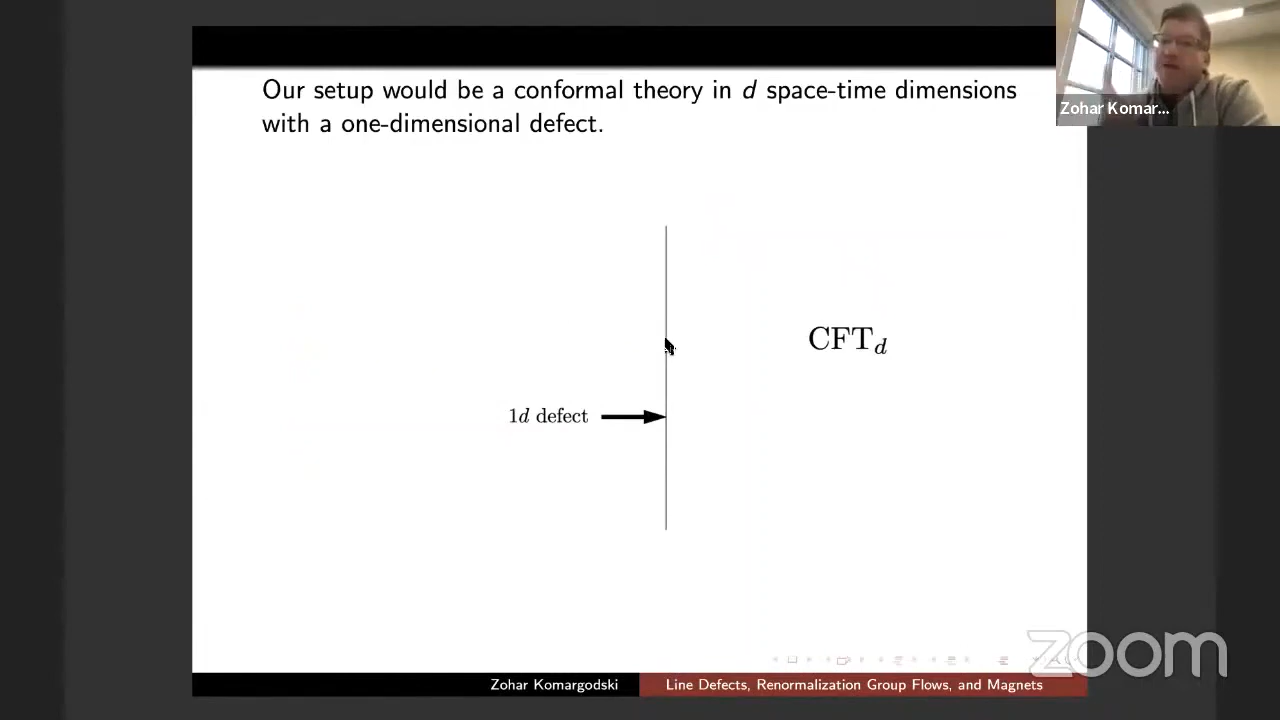 Our setup would be a conformal theory in d space-time dimensions
with a one-dimensional defect.
Zohar Komar...
CFT_d
1d defect
zoom
Zohar Komargodski
Line Defects, Renormalization Group Flows, and Magnets